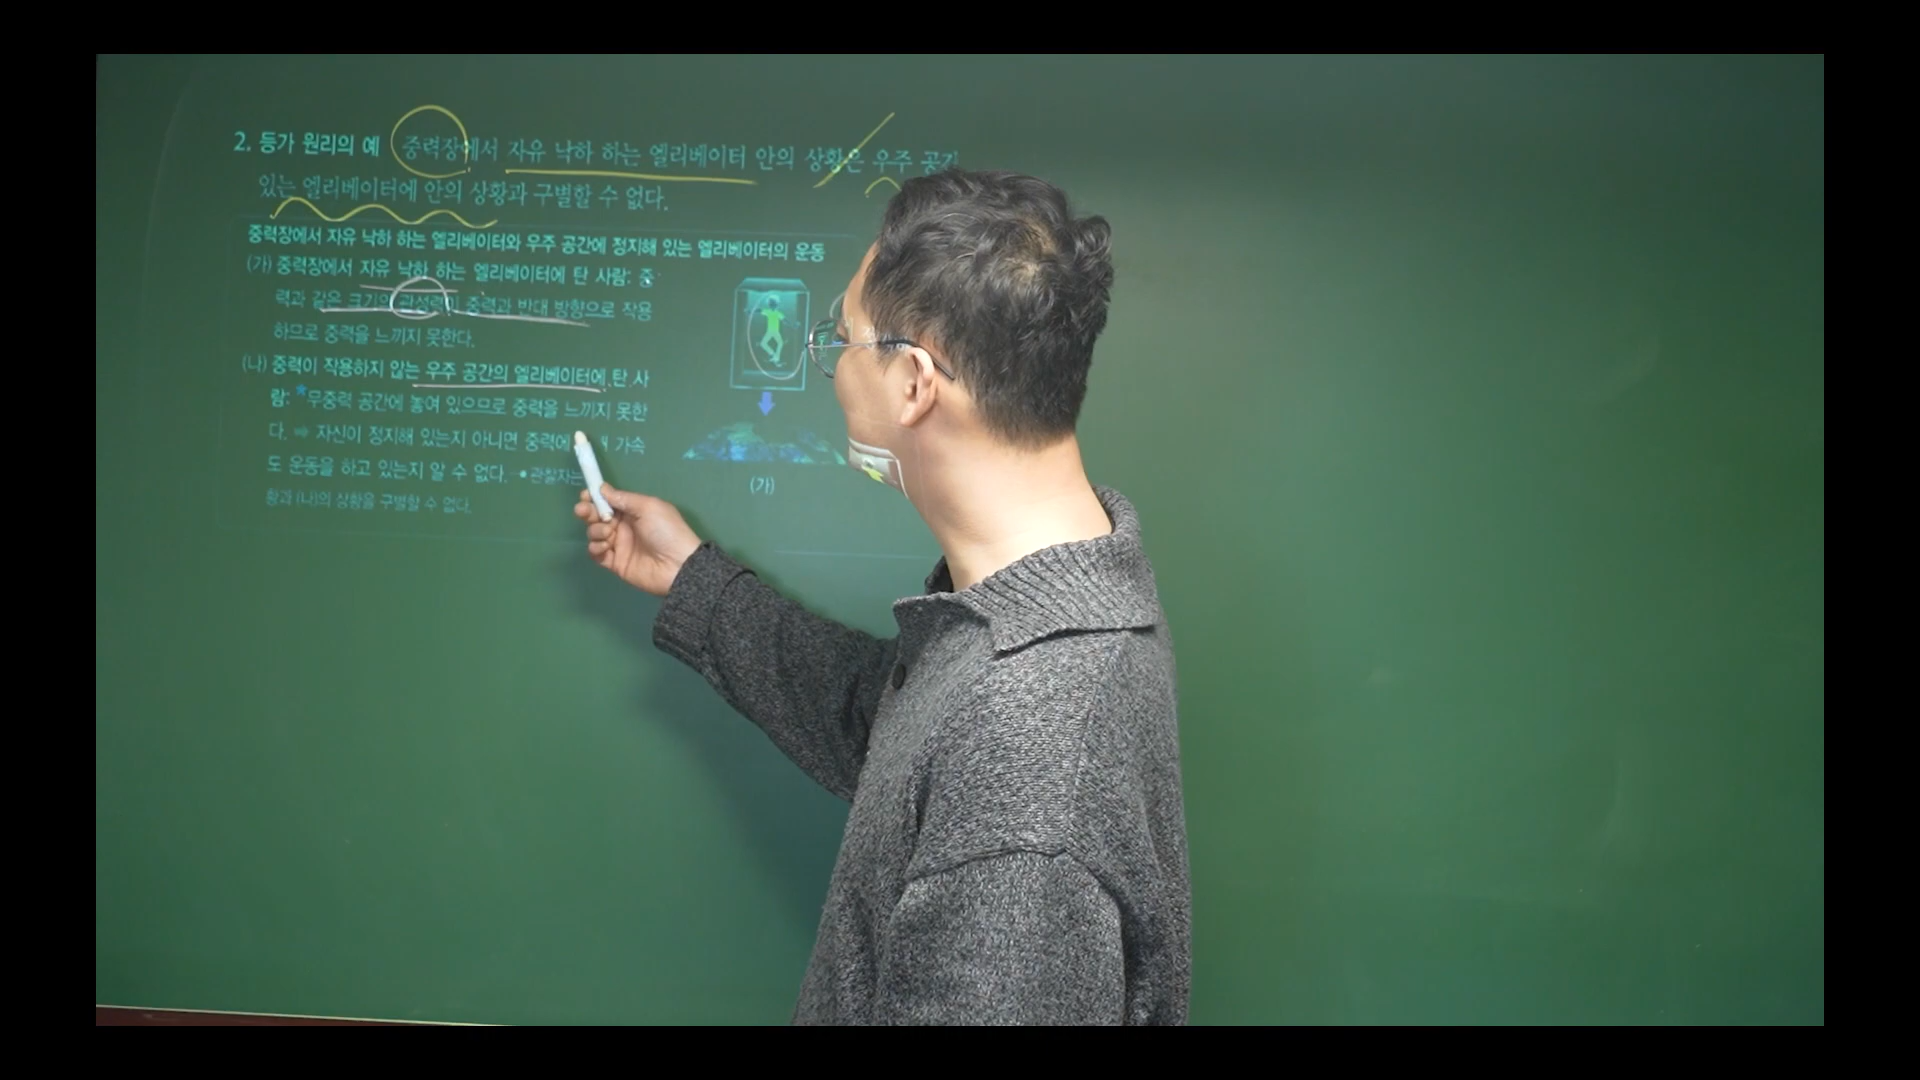 2. 등가 원리의 예 중력장에서 자유 낙하 하는 엘리베이터 안의 상황은 우주 공간
있는 엘리베이터에 안의 상황과 구별할 수 없다.
중력장에서 자유 낙하 하는 엘리베이터와 우주 공간에 정지해 있는 엘리베이터의 운동
(가) 중력장에서 자유 낙하 하는 엘리베이터에 탄 사람: 중
력과 같은 크기의 관성력이 중력과 반대 방향으로 작용
하므로 중력을 느끼지 못한다.
(나) 중력이 작용하지 않는 우주 공간의 엘리베이터에 탄 사
람: *무중력 공간에 놓여 있으므로 중력을 느끼지 못한
다. ➡ 자신이 정지해 있는지 아니면 중력에 가속
도 운동을 하고 있는지 알 수 없다. 관찰자는
황과 (나)의 상황을 구별할 수 없다.
(가)